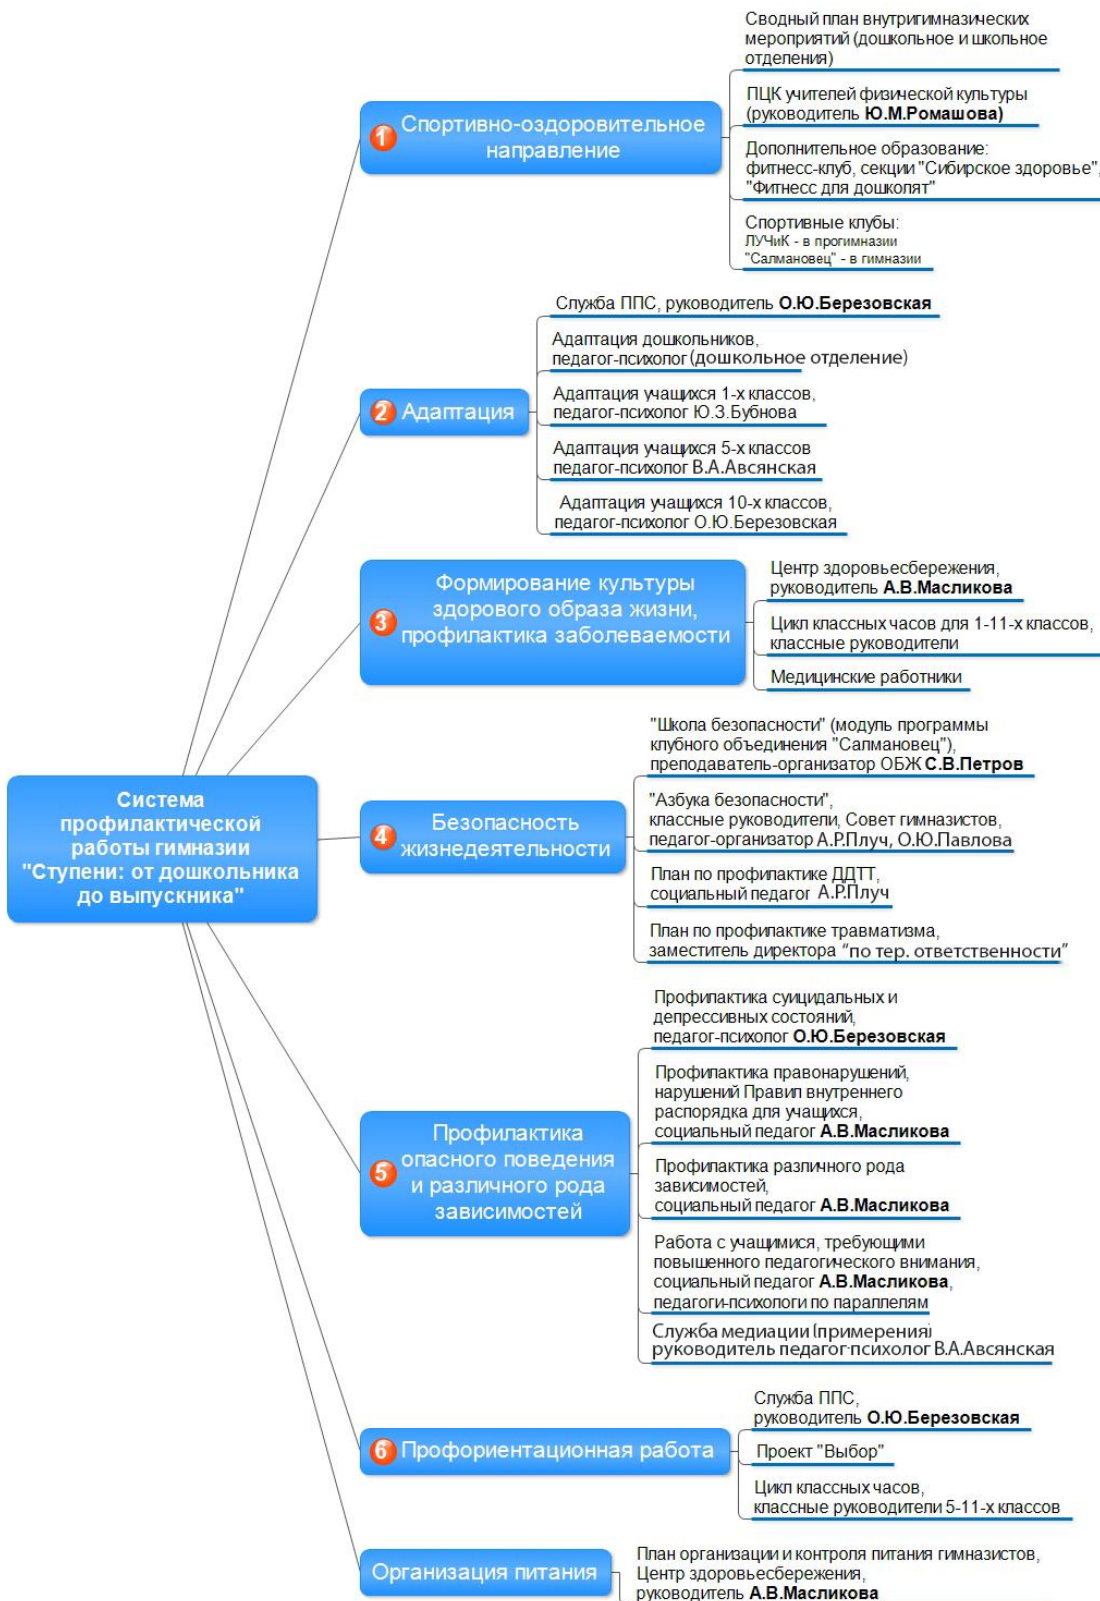 Система
профилактической
работы гимназии
"Ступени: от дошкольника
до выпускника"
1 Спортивно-оздоровительное
направление
Сводный план внутригимназических
мероприятий (дошкольное и школьное
отделения)
ПЦК учителей физической культуры
(руководитель Ю.М.Ромашова)
Дополнительное образование:
фитнесс-клуб, секции "Сибирское здоровье",
"Фитнесс для дошколят"
Спортивные клубы:
ЛУЧиК - в прогимназии
"Салмановец" - в гимназии
2 Адаптация
Служба ППС, руководитель О.Ю.Березовская
Адаптация дошкольников,
педагог-психолог (дошкольное отделение)
Адаптация учащихся 1-х классов,
педагог-психолог Ю.З.Бубнова
Адаптация учащихся 5-х классов
педагог-психолог В.А.Авсянская
Адаптация учащихся 10-х классов,
педагог-психолог О.Ю.Березовская
3 Формирование культуры
здорового образа жизни,
профилактика заболеваемости
Центр здоровьесбережения,
руководитель А.В.Масликова
Цикл классных часов для 1-11-х классов,
классные руководители
Медицинские работники
4 Безопасность
жизнедеятельности
"Школа безопасности" (модуль программы
клубного объединения "Салмановец"),
преподаватель-организатор ОБЖ С.В.Петров
"Азбука безопасности",
классные руководители, Совет гимназистов,
педагог-организатор А.Р.Плуч, О.Ю.Павлова
План по профилактике ДДТТ,
социальный педагог А.Р.Плуч
План по профилактике травматизма,
заместитель директора "по тер. ответственности"
5 Профилактика
опасного поведения
и различного рода
зависимостей
Профилактика суицидальных и
депрессивных состояний,
педагог-психолог О.Ю.Березовская
Профилактика правонарушений,
нарушений Правил внутреннего
распорядка для учащихся,
социальный педагог А.В.Масликова
Профилактика различного рода
зависимостей,
социальный педагог А.В.Масликова
Работа с учащимися, требующими
повышенного педагогического внимания,
социальный педагог А.В.Масликова,
педагоги-психологи по параллелям
Служба медиации (примерения)
руководитель педагог-психолог В.А.Авсянская
6 Профориентационная работа
Служба ППС,
руководитель О.Ю.Березовская
Проект "Выбор"
Цикл классных часов,
классные руководители 5-11-х классов
Организация питания
План организации и контроля питания гимназистов,
Центр здоровьесбережения,
руководитель А.В.Масликова